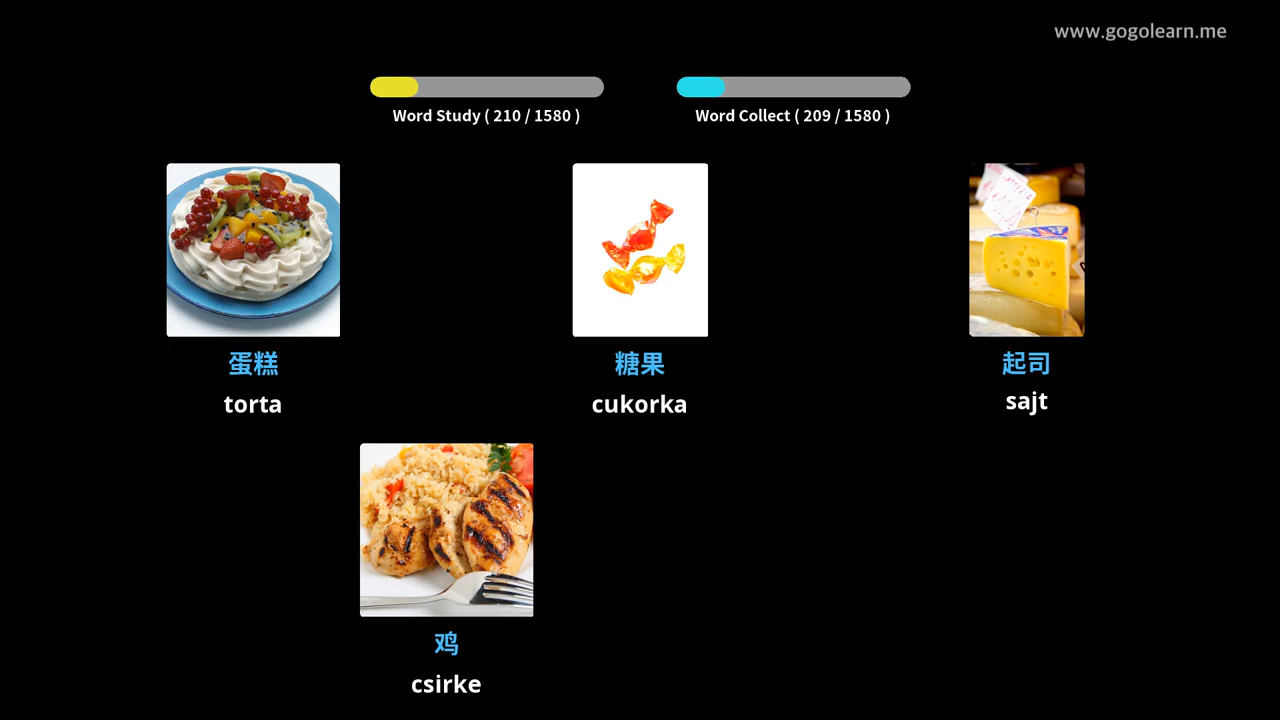 www.gogolearn.me
Word Study ( 210 / 1580 )
Word Collect ( 209 / 1580 )
蛋糕
torta
糖果
cukorka
起司
sajt
鸡
csirke